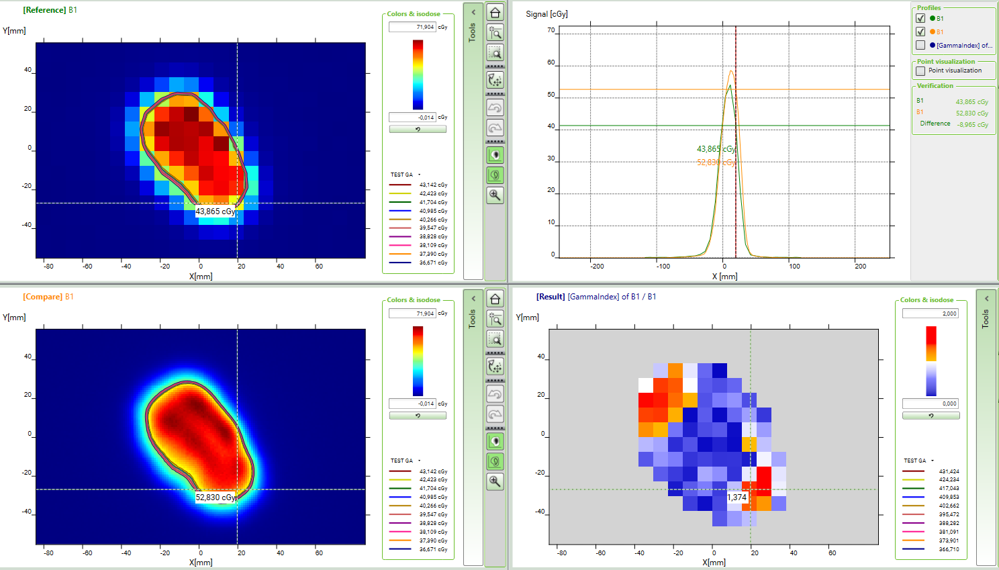 [Reference] B1
Y[mm]
40
20
0
-20
-40
43,865 cGy
-80 -60 -40 -20 0 20 40 60
X[mm]
Colors & isodose
71,904 cGy
-0,014 cGy
TEST GA
43,142 cGy
42,423 cGy
41,704 cGy
40,985 cGy
40,266 cGy
39,547 cGy
38,828 cGy
38,109 cGy
37,390 cGy
36,671 cGy
Tools
Signal [cGy]
70
60
50
40
30
20
10
0
43,865 cGy
52,830 cGy
-200 -100 0 100 200
X [mm]
Profiles
B1
B1
[GammaIndex] of...
Point visualization
Point visualization
Verification
B1 43,865 cGy
B1 52,830 cGy
Difference -8,965 cGy
[Compare] B1
Y[mm]
40
20
0
-20
-40
52,830 cGy
-80 -60 -40 -20 0 20 40 60
X[mm]
Colors & isodose
71,904 cGy
-0,014 cGy
TEST GA
43,142 cGy
42,423 cGy
41,704 cGy
40,985 cGy
40,266 cGy
39,547 cGy
38,828 cGy
38,109 cGy
37,390 cGy
36,671 cGy
Tools
[Result] [GammaIndex] of B1 / B1
Y[mm]
40
20
0
-20
-40
1,374
-80 -60 -40 -20 0 20 40 60
X[mm]
Colors & isodose
2,000
0,000
TEST GA
431,424
424,234
417,043
409,853
402,662
395,472
388,282
381,091
373,901
366,710
Tools